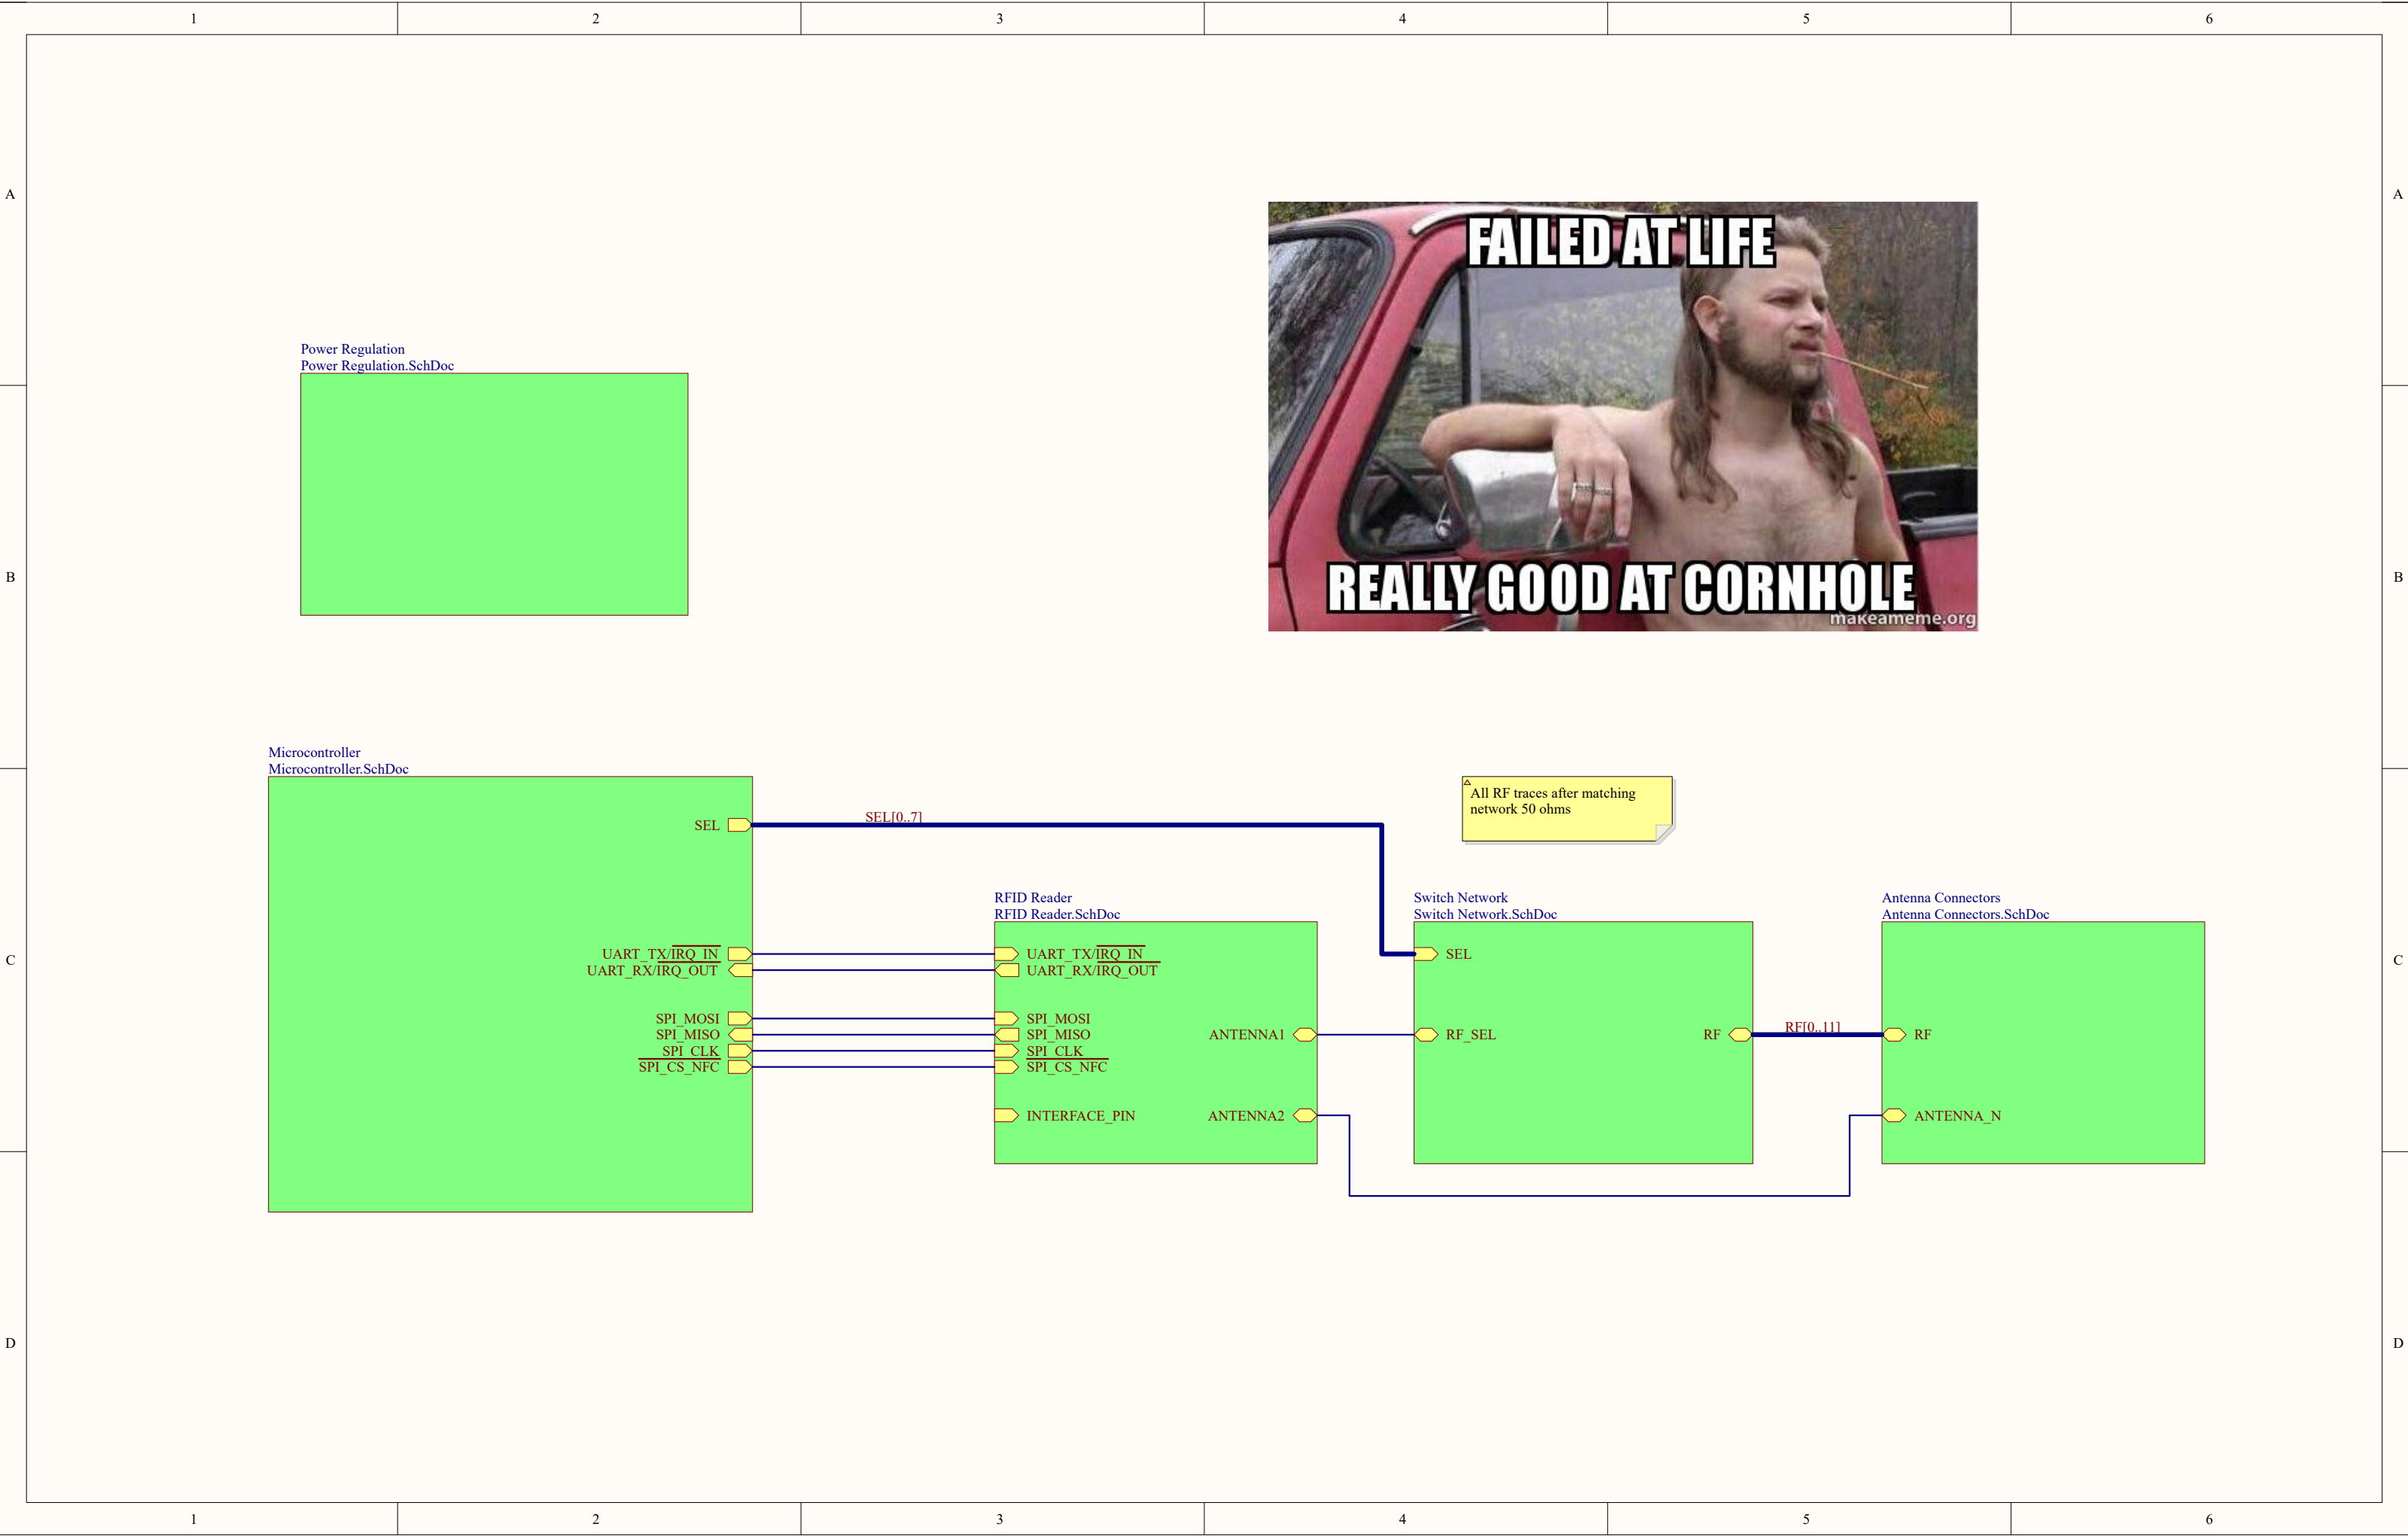 1 2 3 4 5 6
A A
FAILED AT LIFE
Power Regulation
Power Regulation.SchDoc
B B
REALLY GOOD AT CORNHOLE
makeameme.org
Microcontroller
Microcontroller.SchDoc
All RF traces after matching
network 50 ohms
SEL
SEL[0..7]
RFID Reader
RFID Reader.SchDoc
Switch Network
Switch Network.SchDoc
Antenna Connectors
Antenna Connectors.SchDoc
C C
UART_TX/IRQ_IN UART_TX/IRQ_IN SEL
UART_RX/IRQ_OUT UART_RX/IRQ_OUT
SPI_MOSI SPI_MOSI
SPI_MISO SPI_MISO ANTENNA1 RF_SEL RF RF[0..11] RF
SPI_CLK SPI_CLK
SPI_CS_NFC SPI_CS_NFC
INTERFACE_PIN ANTENNA2 ANTENNA_N
D D
1 2 3 4 5 6